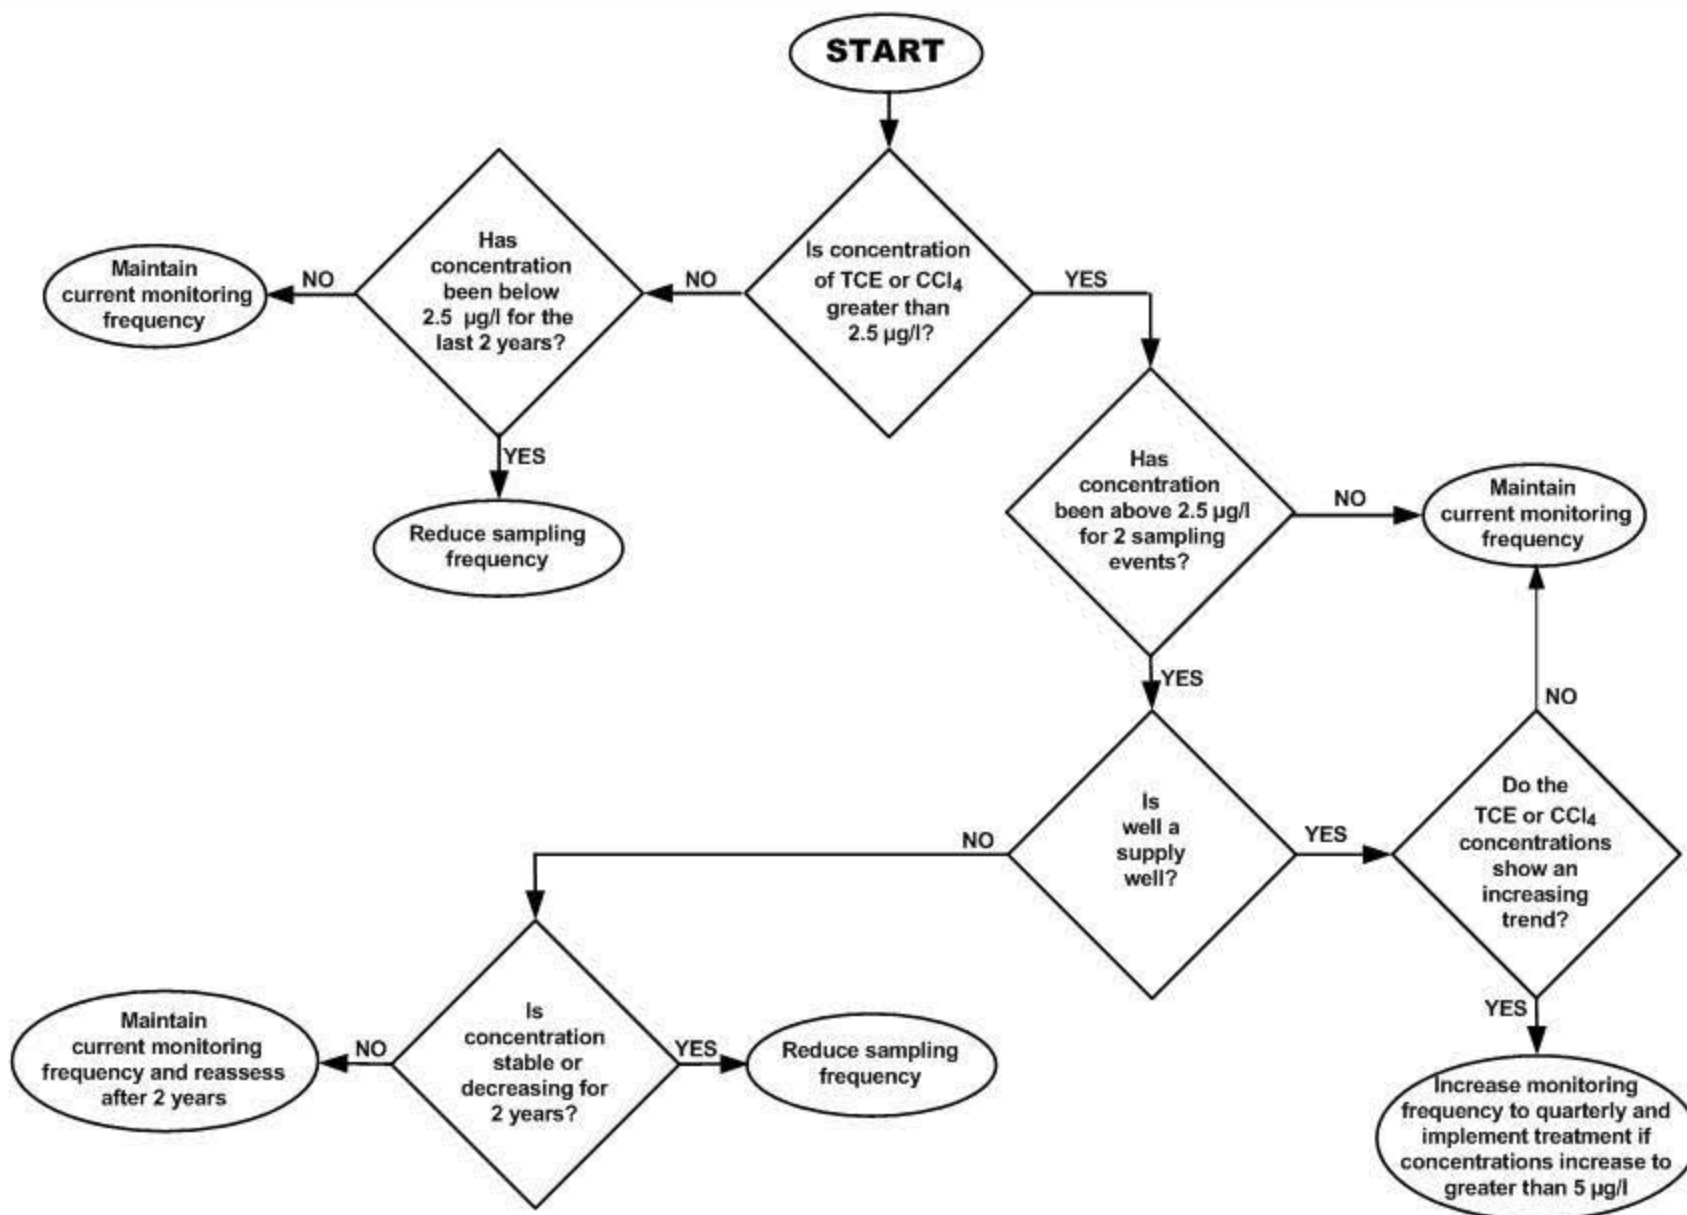 START
Is concentration
of TCE or CCl₄
greater than
2.5 µg/l?
NO
YES
Has
concentration
been below
2.5 µg/l for the
last 2 years?
NO
Maintain
current monitoring
frequency
YES
Reduce sampling
frequency
Has
concentration
been above 2.5 µg/l
for 2 sampling
events?
NO
Maintain
current monitoring
frequency
YES
Is
well a
supply
well?
NO
YES
Do the
TCE or CCl₄
concentrations
show an
increasing
trend?
NO
YES
Increase monitoring
frequency to quarterly and
implement treatment if
concentrations increase to
greater than 5 µg/l
Is
concentration
stable or
decreasing for
2 years?
NO
Maintain
current monitoring
frequency and reassess
after 2 years
YES
Reduce sampling
frequency